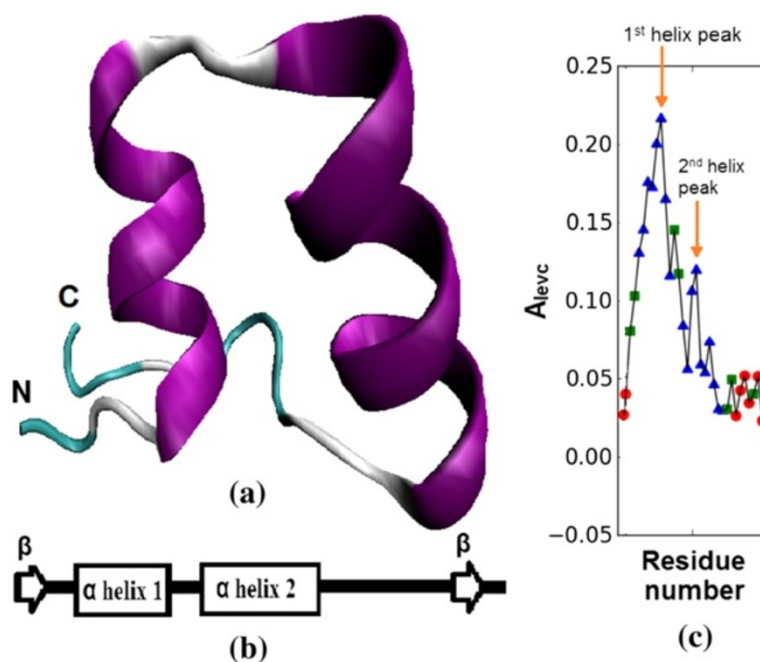 C
N
(a)
β
α helix 1
α helix 2
β
(b)
1st helix peak
2nd helix
peak
0.25
0.20
0.15
0.10
0.05
0.00
−0.05
Alevc
Residue
number
(c)